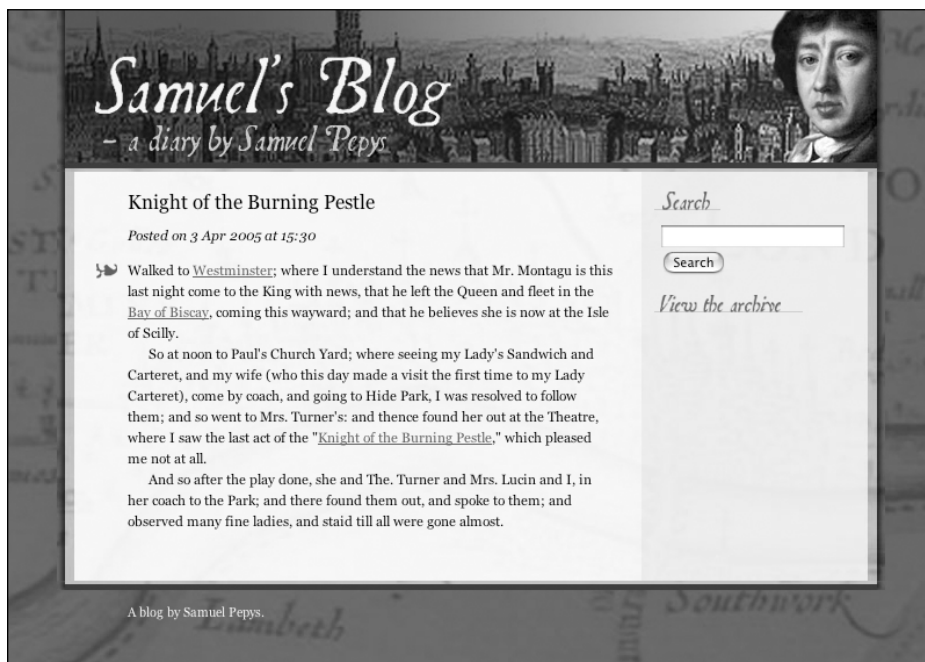 Samuel's Blog
– a diary by Samuel Pepys
Knight of the Burning Pestle
Posted on 3 Apr 2005 at 15:30
Walked to Westminster; where I understand the news that Mr. Montagu is this
last night come to the King with news, that he left the Queen and fleet in the
Bay of Biscay, coming this wayward; and that he believes she is now at the Isle
of Scilly.
So at noon to Paul's Church Yard; where seeing my Lady's Sandwich and
Carteret, and my wife (who this day made a visit the first time to my Lady
Carteret), come by coach, and going to Hide Park, I was resolved to follow
them; and so went to Mrs. Turner's: and thence found her out at the Theatre,
where I saw the last act of the "Knight of the Burning Pestle," which pleased
me not at all.
And so after the play done, she and The. Turner and Mrs. Lucin and I, in
her coach to the Park; and there found them out, and spoke to them; and
observed many fine ladies, and staid till all were gone almost.
Search
Search
View the archive
A blog by Samuel Pepys.
Lambeth
Southwork